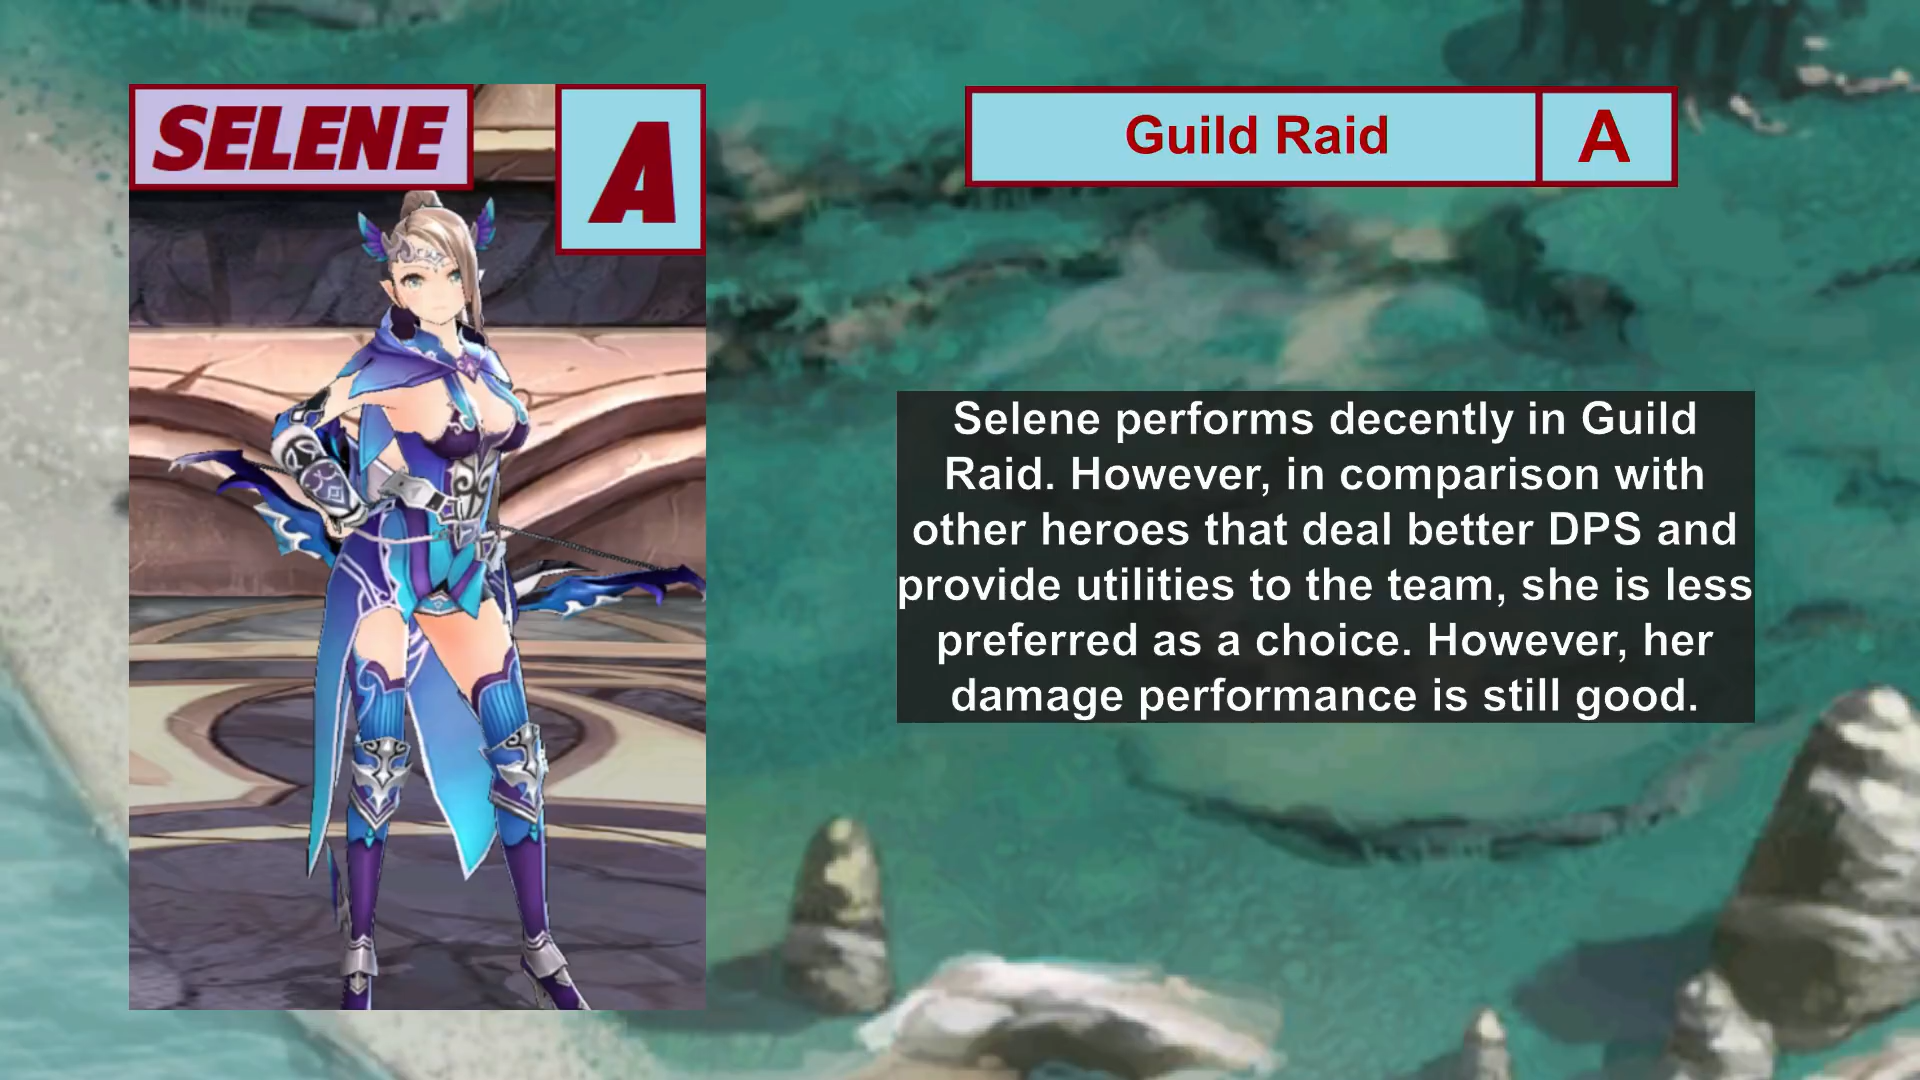 SELENE
A
Guild Raid
A
Selene performs decently in Guild
Raid. However, in comparison with
other heroes that deal better DPS and
provide utilities to the team, she is less
preferred as a choice. However, her
damage performance is still good.